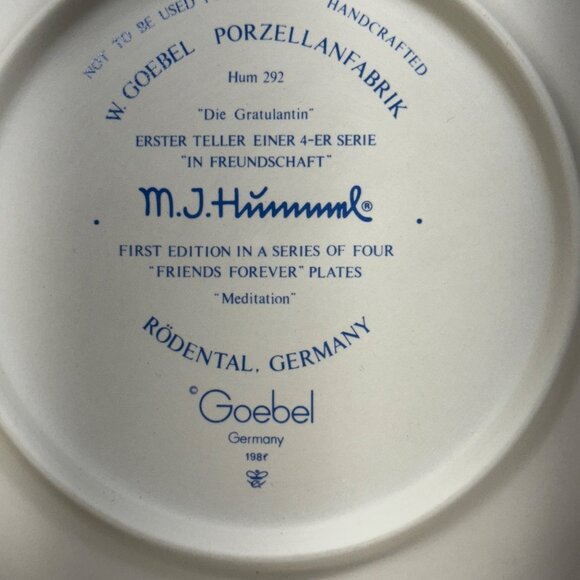 NOT TO BE USED
HANDCRAFTED
W. GOEBEL PORZELLANFABRIK
Hum 292
"Die Gratulantin"
ERSTER TELLER EINER 4-ER SERIE
"IN FREUNDSCHAFT"
M.J.Hummel®
FIRST EDITION IN A SERIES OF FOUR
"FRIENDS FOREVER" PLATES
"Meditation"
RÖDENTAL, GERMANY
© Goebel
Germany